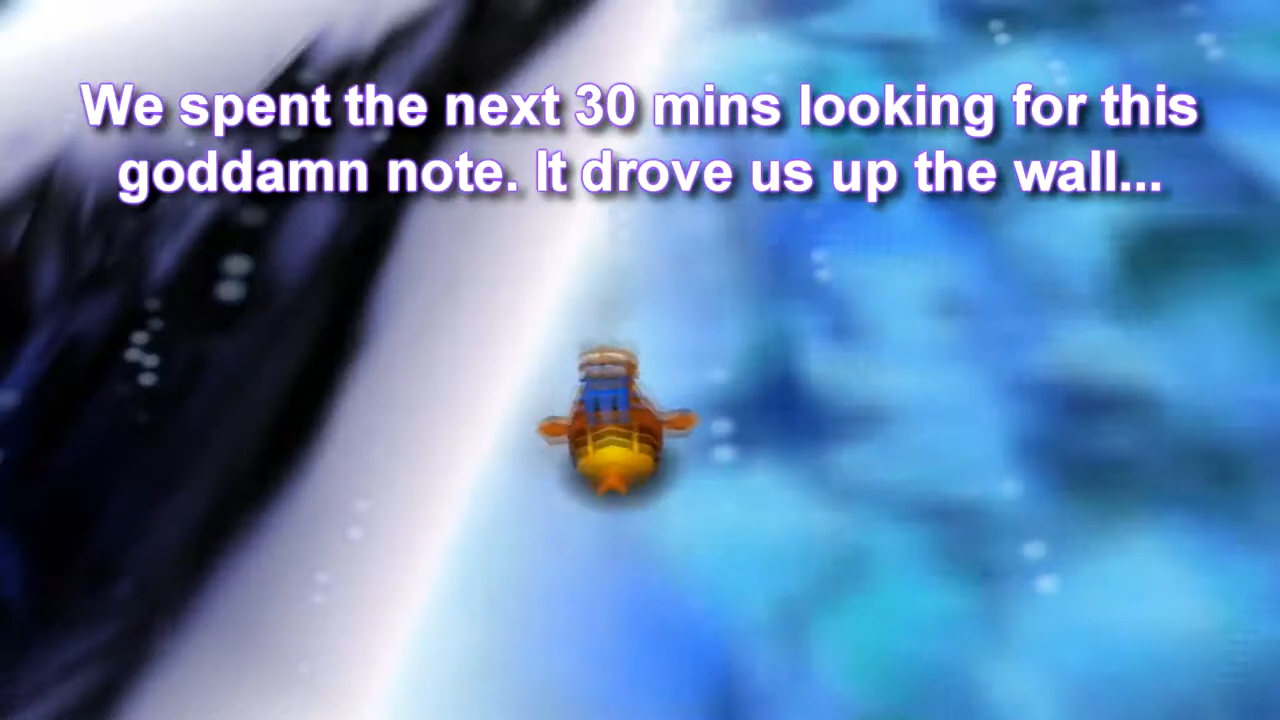 We spent the next 30 mins looking for this
goddamn note. It drove us up the wall...